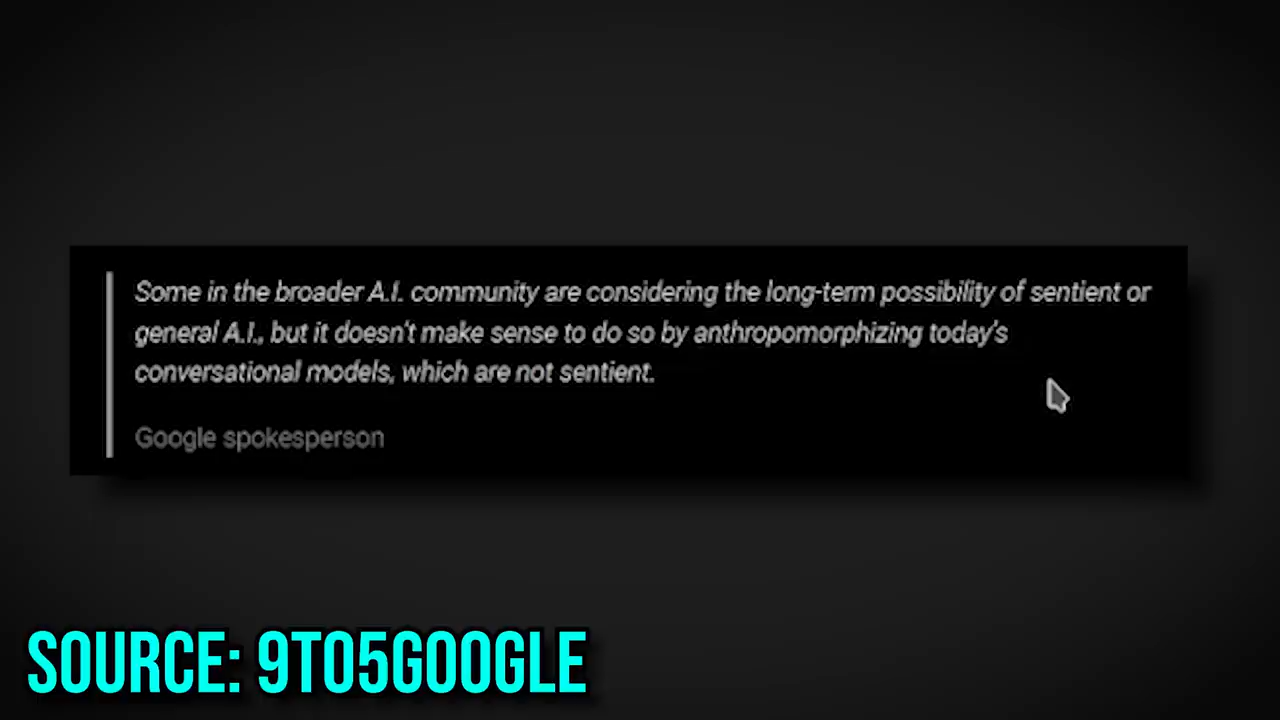 Some in the broader A.I. community are considering the long-term possibility of sentient or
general A.I., but it doesn't make sense to do so by anthropomorphizing today's
conversational models, which are not sentient.
Google spokesperson
SOURCE: 9TO5GOOGLE